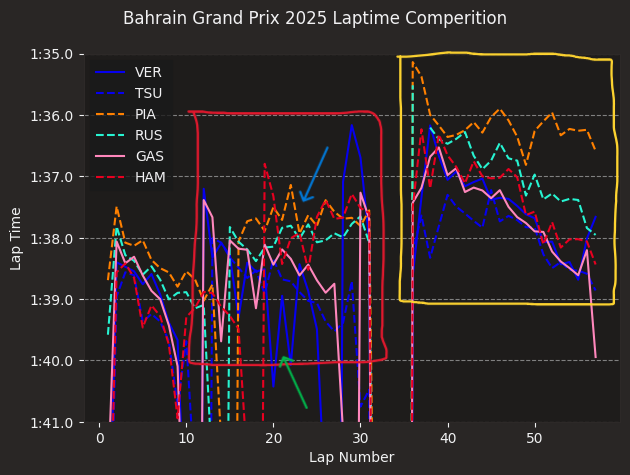 Bahrain Grand Prix 2025 Laptime Comperition
1:35.0
1:36.0
1:37.0
1:38.0
1:39.0
1:40.0
1:41.0
VER
TSU
PIA
RUS
GAS
HAM
Lap Time
0 10 20 30 40 50
Lap Number